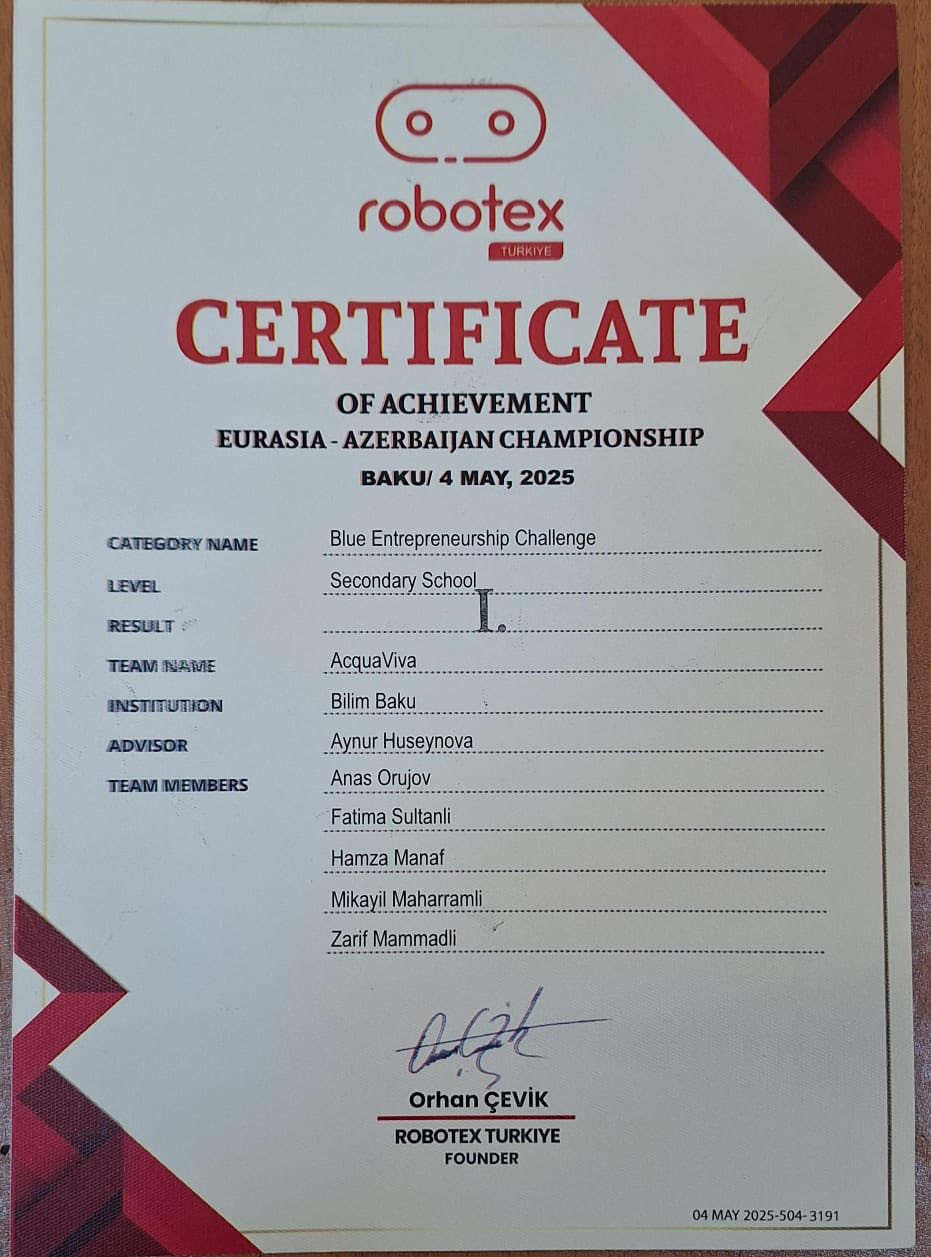 robotex
TURKIYE
CERTIFICATE
OF ACHIEVEMENT
EURASIA - AZERBAIJAN CHAMPIONSHIP
BAKU/ 4 MAY, 2025
CATEGORY NAME Blue Entrepreneurship Challenge
LEVEL Secondary School
RESULT I.
TEAM NAME AcquaViva
INSTITUTION Bilim Baku
ADVISOR Aynur Huseynova
TEAM MEMBERS Anas Orujov
Fatima Sultanli
Hamza Manaf
Mikayil Maharramli
Zarif Mammadli
Orhan ÇEVİK
ROBOTEX TURKIYE
FOUNDER
04 MAY 2025-504-3191